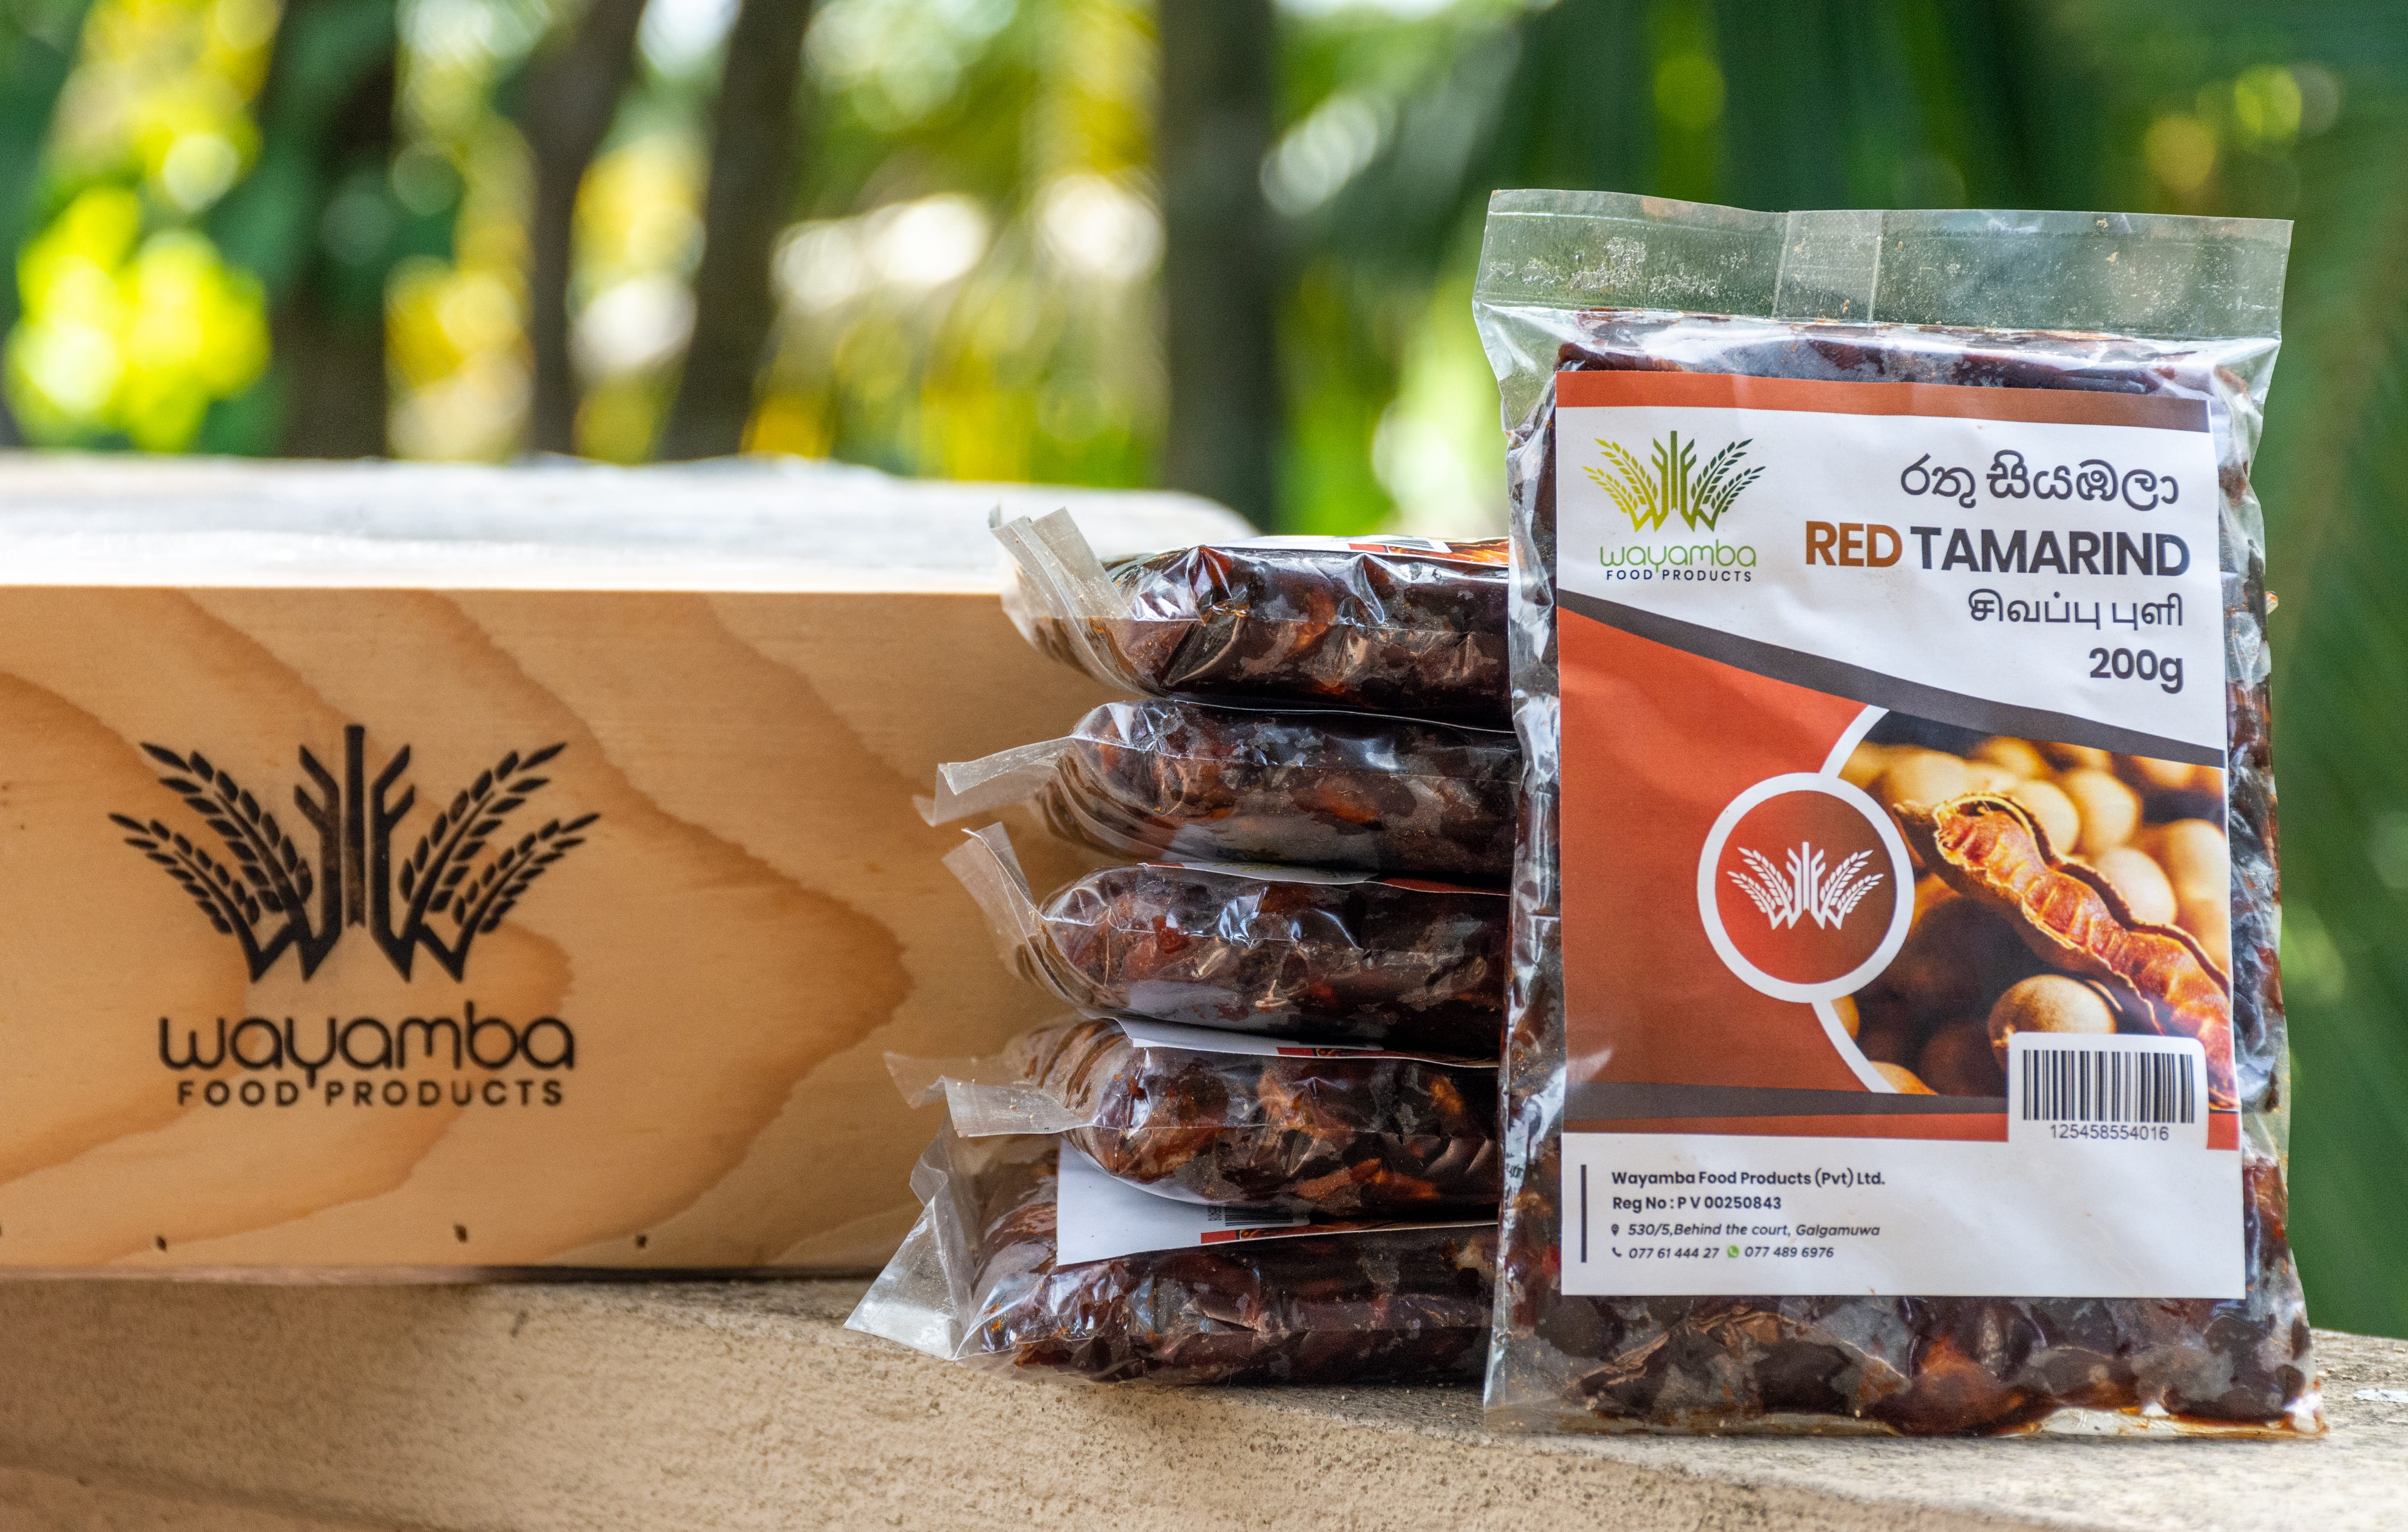 wayamba
FOOD PRODUCTS
wayamba
FOOD PRODUCTS
රතු සියඹලා
RED TAMARIND
சிவப்பு புளி
200g
125458554016
Wayamba Food Products (Pvt) Ltd.
Reg No : P V 00250843
530/5,Behind the court, Galgamuwa
077 61 444 27 077 489 6976